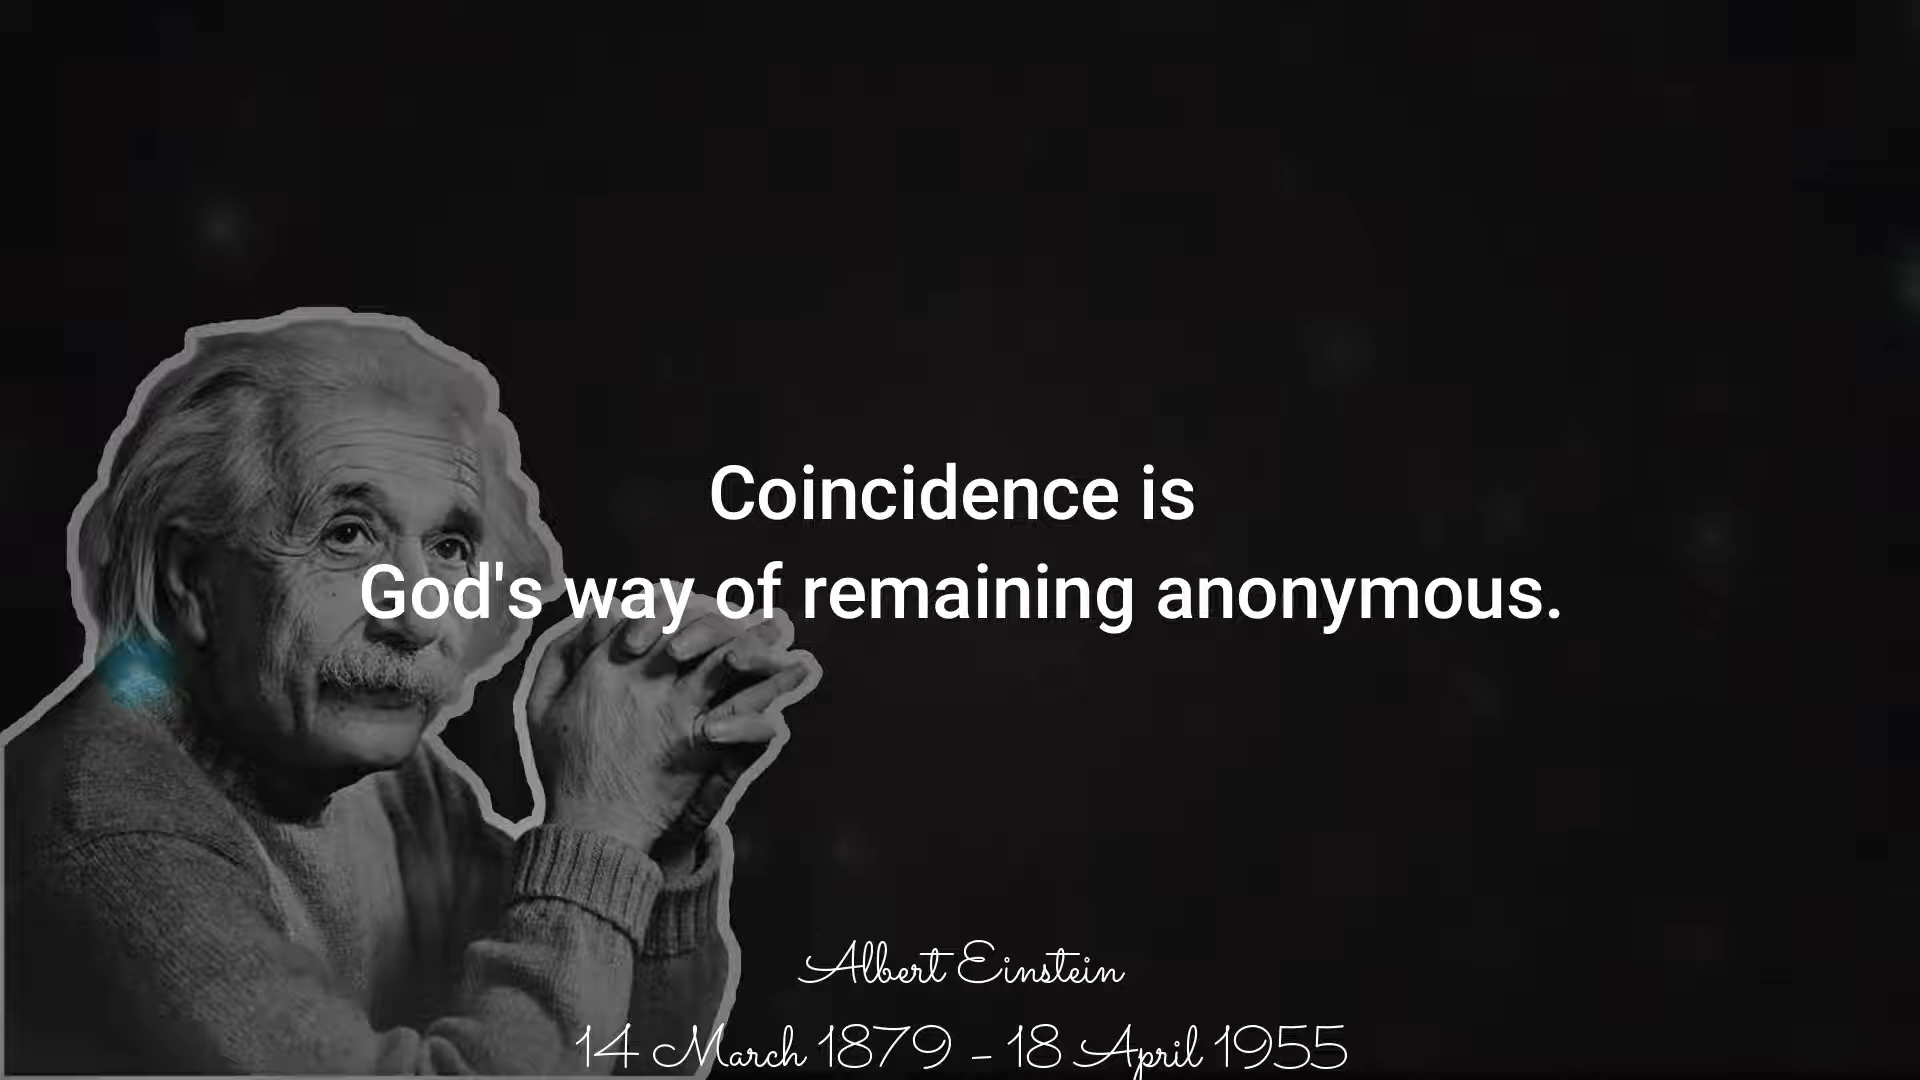 Coincidence is
God's way of remaining anonymous.
Albert Einstein
14 March 1879 - 18 April 1955